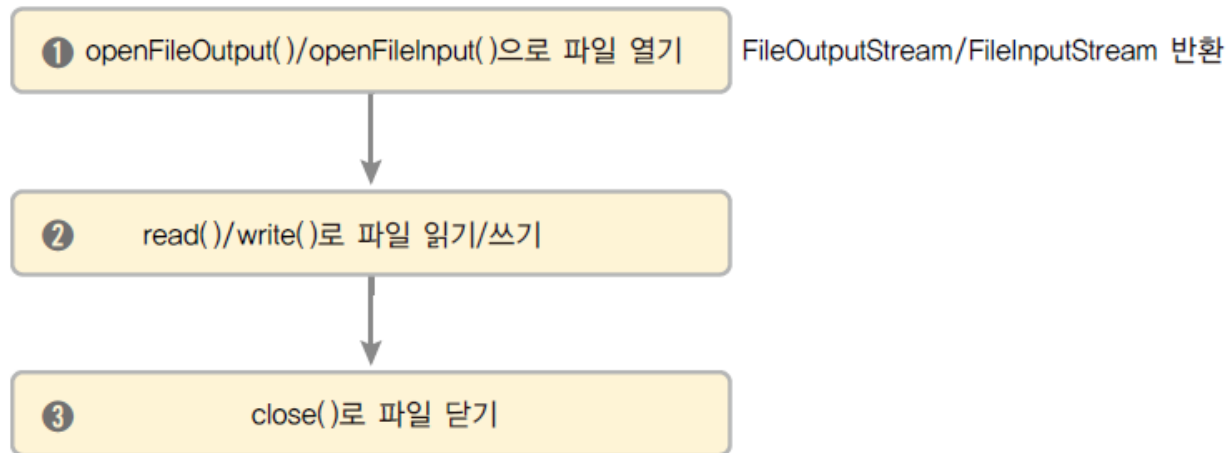 ❶ openFileOutput( )/openFileInput( )으로 파일 열기 FileOutputStream/FileInputStream 반환
❷ read( )/write( )로 파일 읽기/쓰기
❸ close( )로 파일 닫기